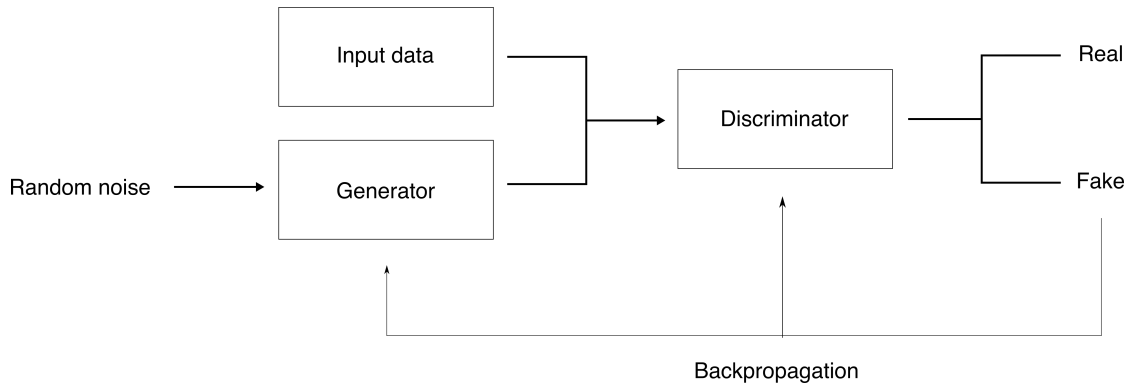 Input data
Real
Discriminator
Random noise
Generator
Fake
Backpropagation